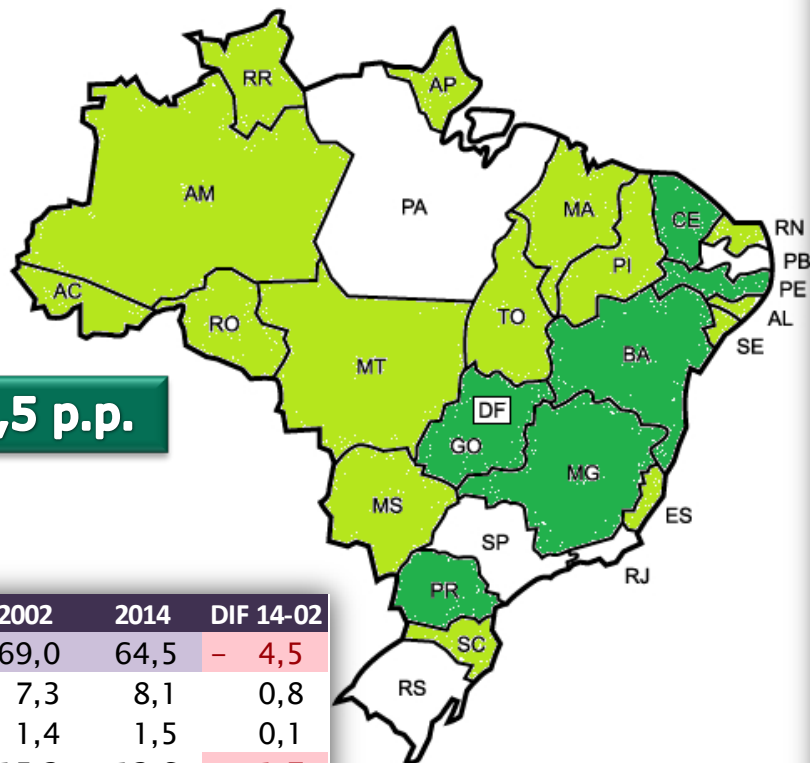 RR
AP
AM
PA
MA
CE
RN
PI
PB
AC
PE
TO
AL
RO
SE
BA
MT
DF
,5 p.p.
GO
MG
MS
ES
SP
RJ
PR
2002 2014 DIF 14-02
SC
69,0 64,5 – 4,5
RS
7,3 8,1 0,8
1,4 1,5 0,1